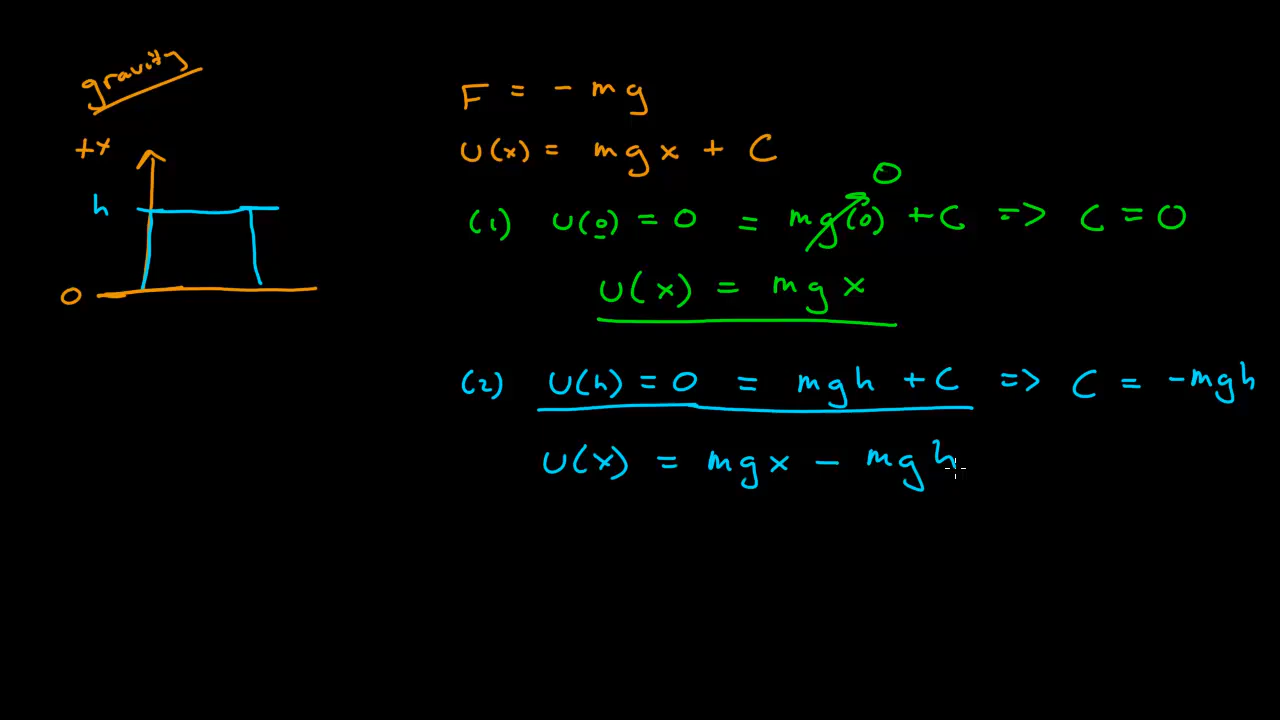 gravity
+x
h
0
F = - mg
U(x) = mgx + C
0
(1) U(0) = 0 = mg(0) + C => C = 0
U(x) = mgx
(2) U(h) = 0 = mgh + C => C = -mgh
U(x) = mgx - mgh